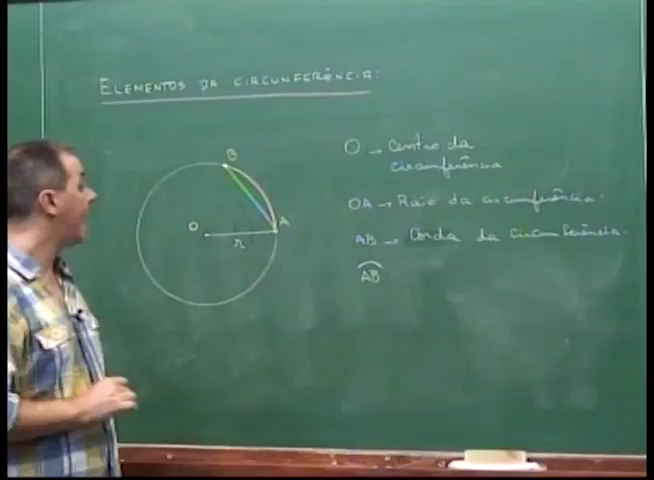 ELEMENTOS DA CIRCUNFERÊNCIA:
O → Centro da
circunferência
OA → Raio da circunferência.
AB → Corda da circunferência.
AB
B
O
A
r